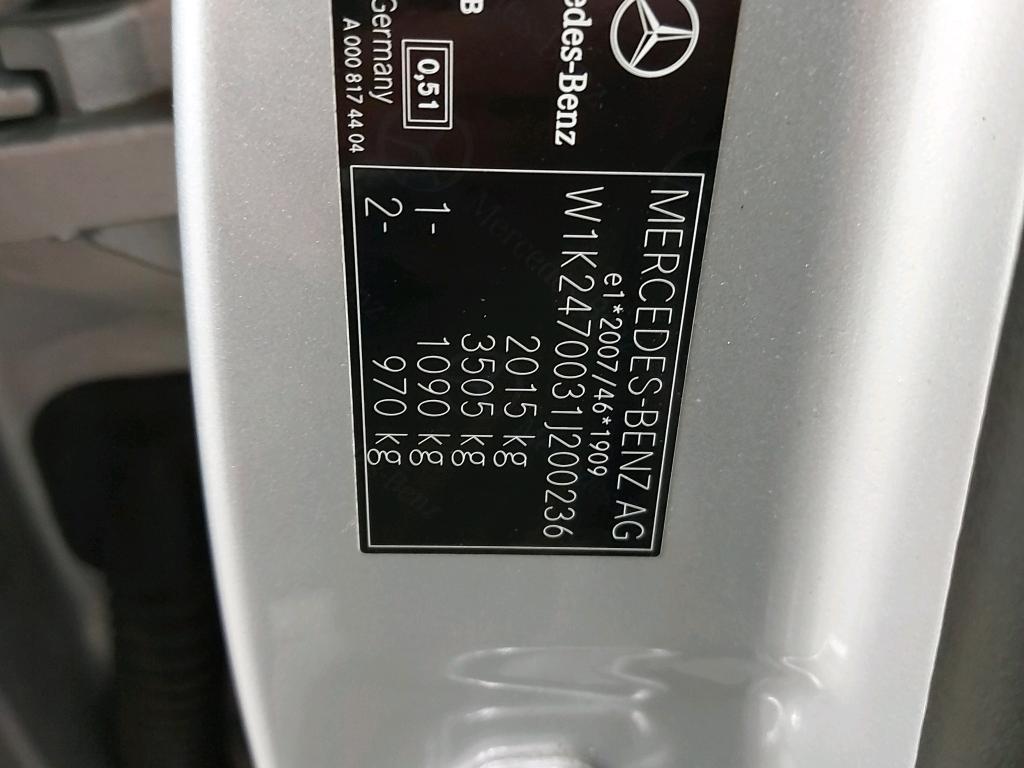 edes-Benz
B
0,51
Germany
A 000 817 44 04
MERCEDES-BENZ AG
e1*2007/46*1909
W1K2470031J200236
2015 kg
3505 kg
1- 1090 kg
2- 970 kg